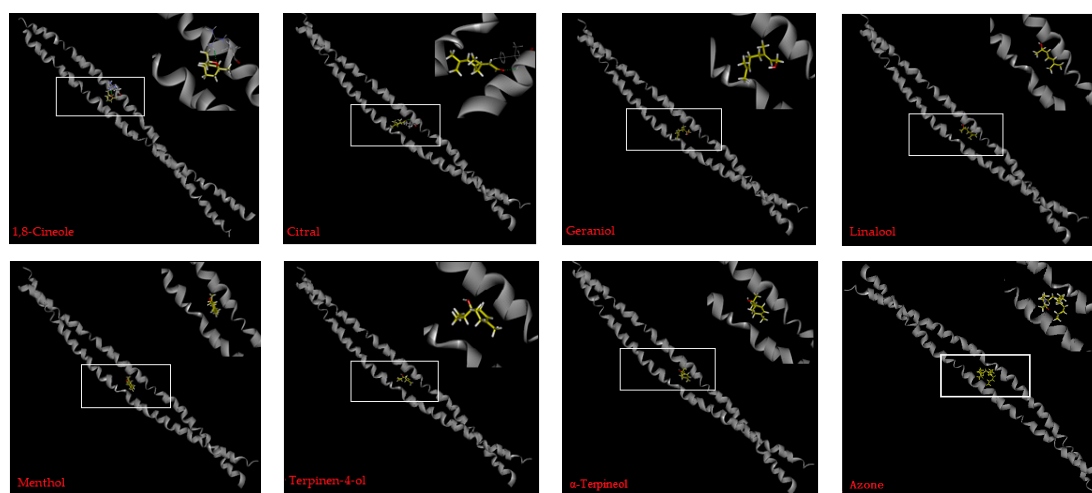 1,8-Cineole
Citral
Geraniol
Linalool
Menthol
Terpinen-4-ol
α-Terpineol
Azone